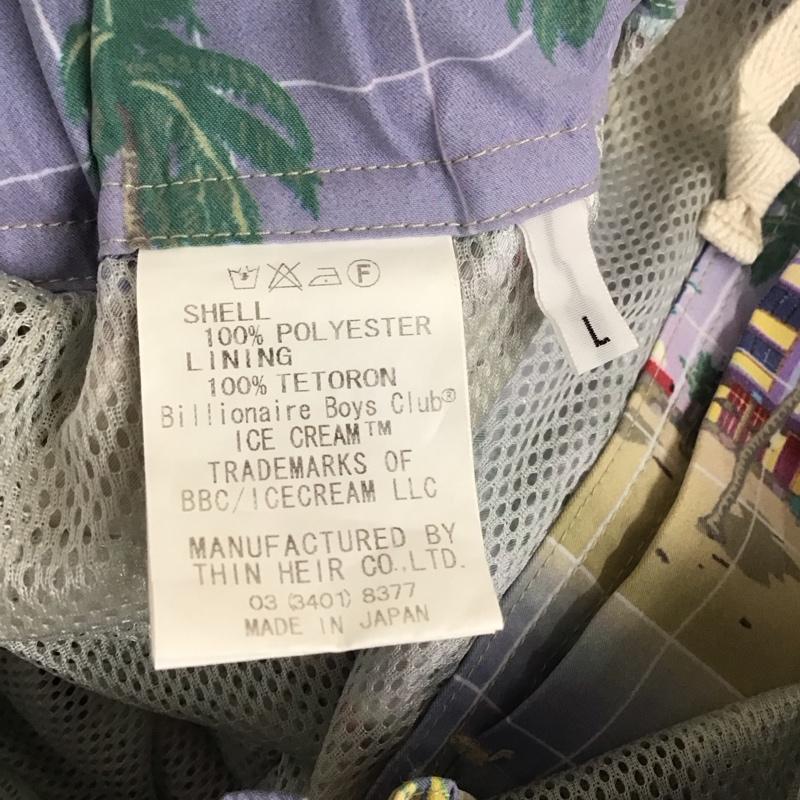 F
SHELL
100% POLYESTER
LINING
100% TETORON
Billionaire Boys Club®
ICE CREAM™
TRADEMARKS OF
BBC/ICECREAM LLC
MANUFACTURED BY
THIN HEIR CO.,LTD.
03 (3401) 8377
MADE IN JAPAN
L